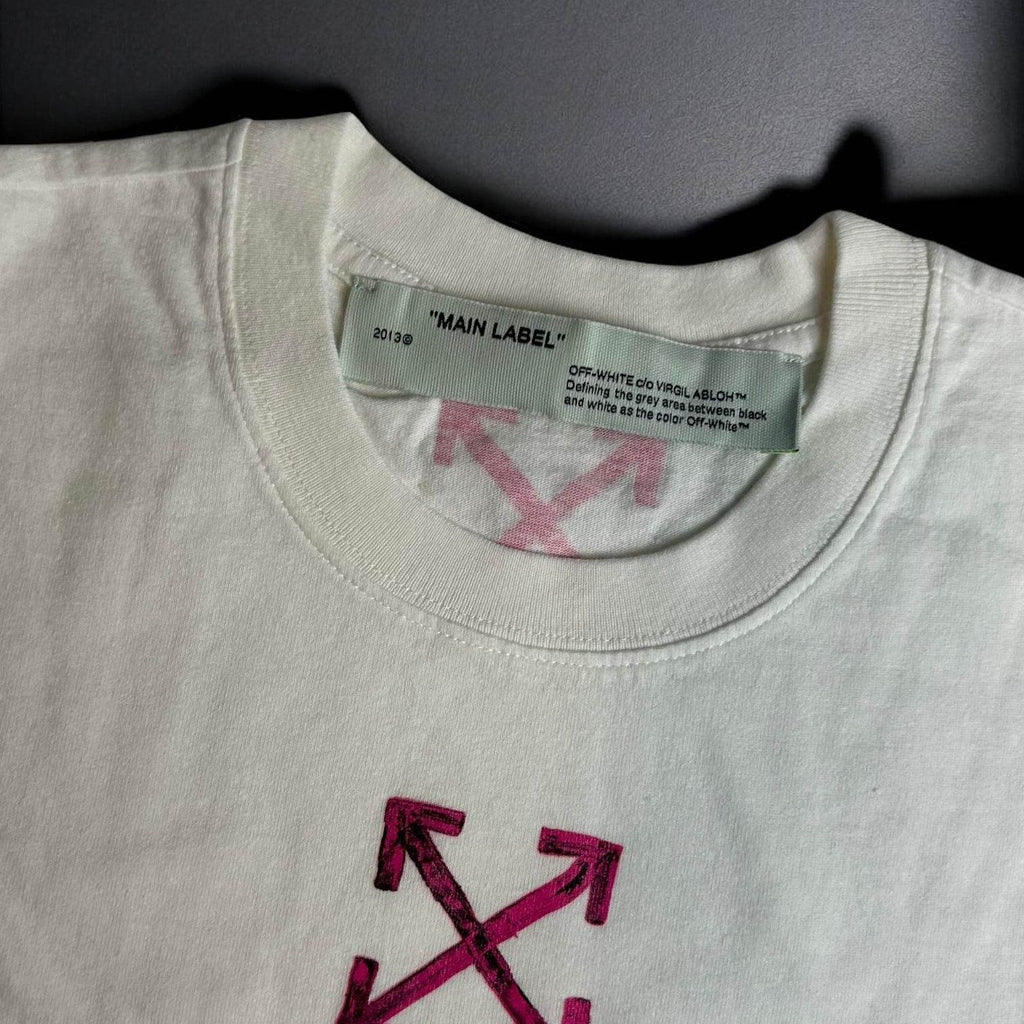 2013©
"MAIN LABEL"
OFF-WHITE c/o VIRGIL ABLOH™
Defining the grey area between black
and white as the color Off-White™